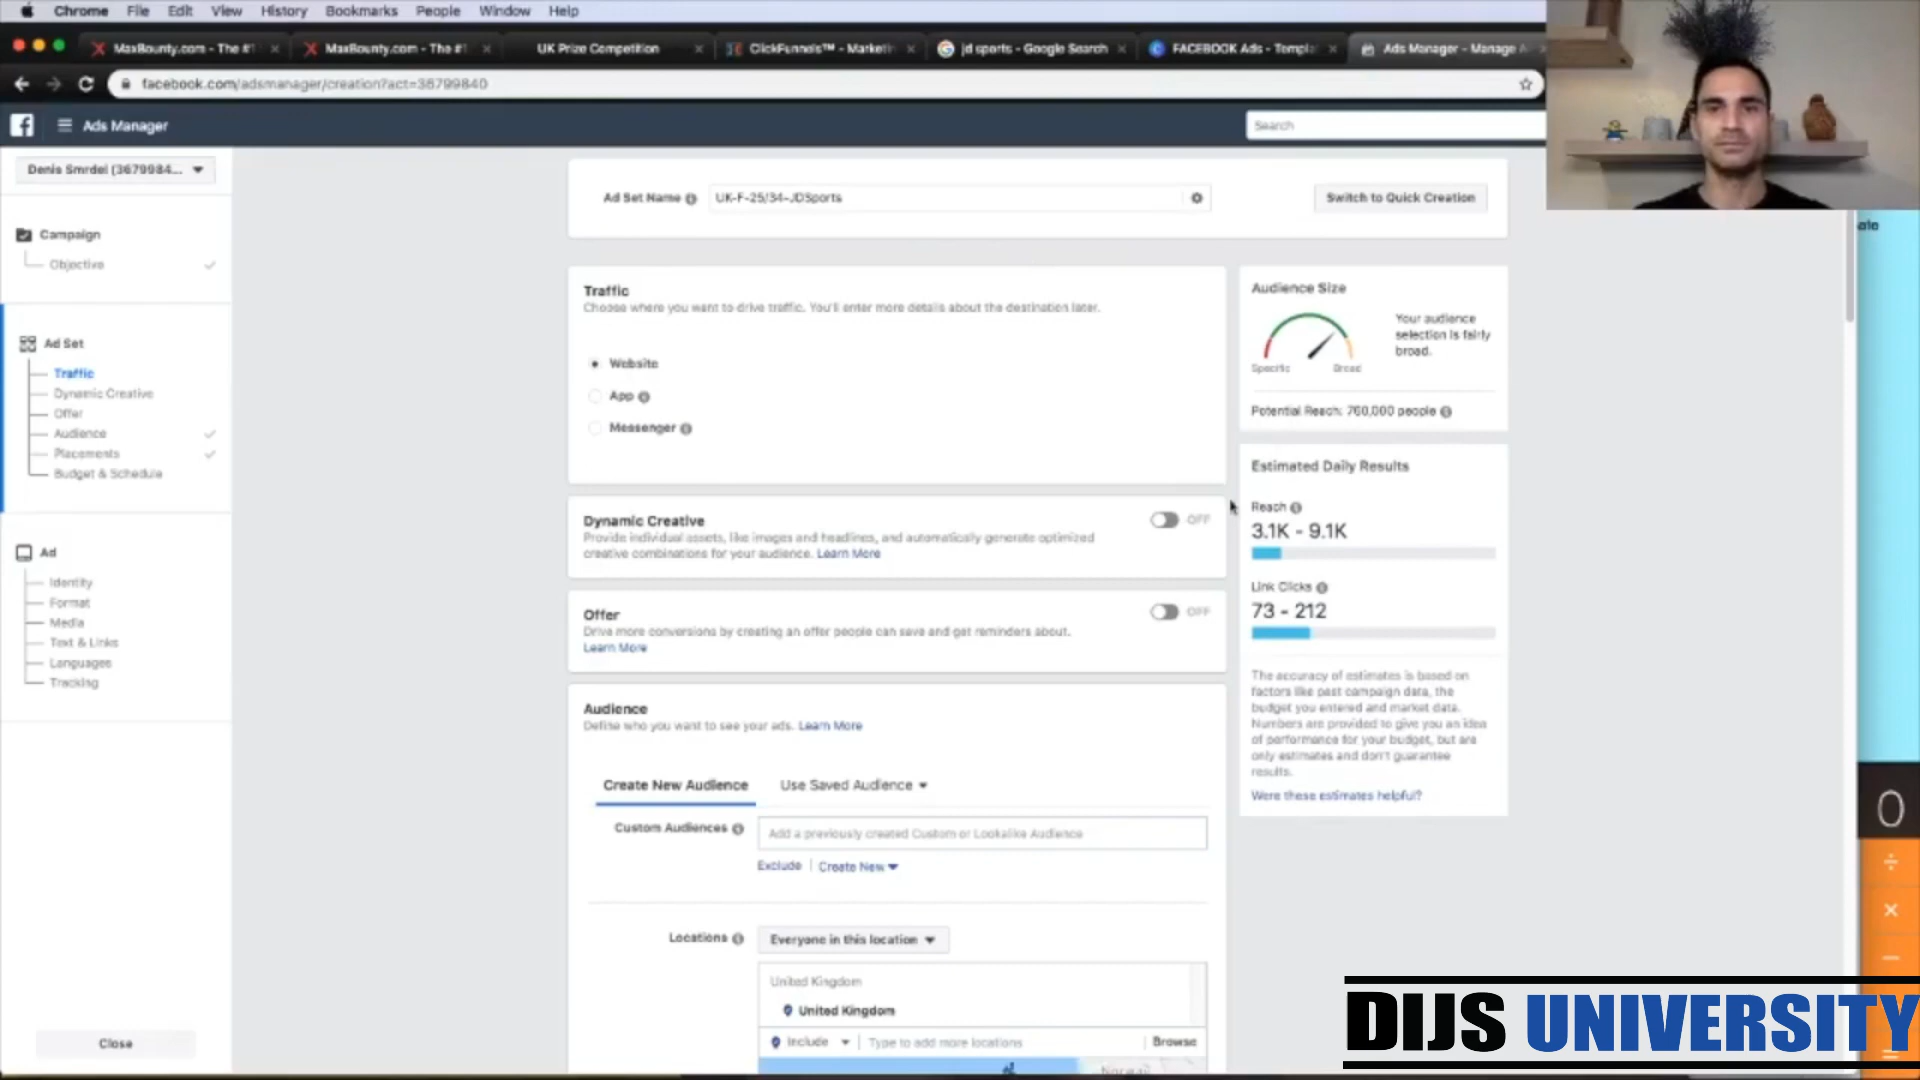 Chrome File Edit View History Bookmarks People Window Help
MaxBounty.com - The #1
MaxBounty.com - The #1
UK Prize Competition
ClickFunnels™ - Marketin
jd sports - Google Search
FACEBOOK Ads - Templa
Ads Manager - Manage A
facebook.com/adsmanager/creation?act=36799840
Ads Manager
Search
Denis Smrdel (3679984...
Campaign
Objective
Ad Set
Traffic
Dynamic Creative
Offer
Audience
Placements
Budget & Schedule
Ad
Identity
Format
Media
Text & Links
Languages
Tracking
Close
Ad Set Name
UK-F-25/34-JDSports
Switch to Quick Creation
Traffic
Choose where you want to drive traffic. You'll enter more details about the destination later.
Website
App
Messenger
Dynamic Creative
OFF
Provide individual assets, like images and headlines, and automatically generate optimized
creative combinations for your audience. Learn More
Offer
OFF
Drive more conversions by creating an offer people can save and get reminders about.
Learn More
Audience
Define who you want to see your ads. Learn More
Create New Audience
Use Saved Audience
Custom Audiences
Add a previously created Custom or Lookalike Audience
Exclude | Create New
Locations
Everyone in this location
United Kingdom
United Kingdom
Include
Type to add more locations
Browse
Norway
Audience Size
Your audience
selection is fairly
broad.
Specific
Broad
Potential Reach: 760,000 people
Estimated Daily Results
Reach
3.1K - 9.1K
Link Clicks
73 - 212
The accuracy of estimates is based on
factors like past campaign data, the
budget you entered and market data.
Numbers are provided to give you an idea
of performance for your budget, but are
only estimates and don't guarantee
results.
Were these estimates helpful?
0
÷
×
−
=
DIJS UNIVERSITY